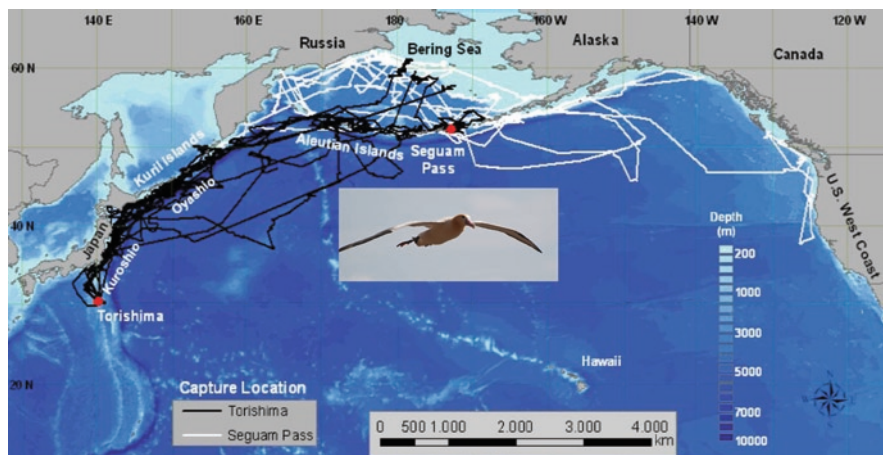 140 E
160 E
180
160 W
140 W
120 W
Russia
Bering Sea
Alaska
Canada
60 N
Kuril Islands
Aleutian Islands
Seguam
Pass
Oyashio
40 N
Japan
Kuroshio
U.S. West Coast
Depth
(m)
200
1000
3000
5000
7000
10000
Torishima
Hawaii
20 N
Capture Location
Torishima
Seguam Pass
0 500 1.000 2.000 3.000 4.000
km